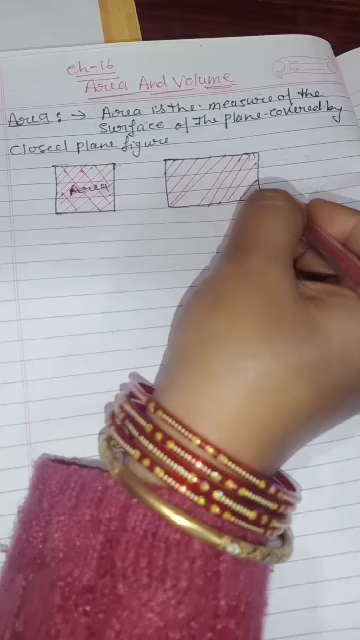 ch-16
Area And Volume
Area: → Area is the measure of the
surface of the plane covered by
closed plane figure
Area